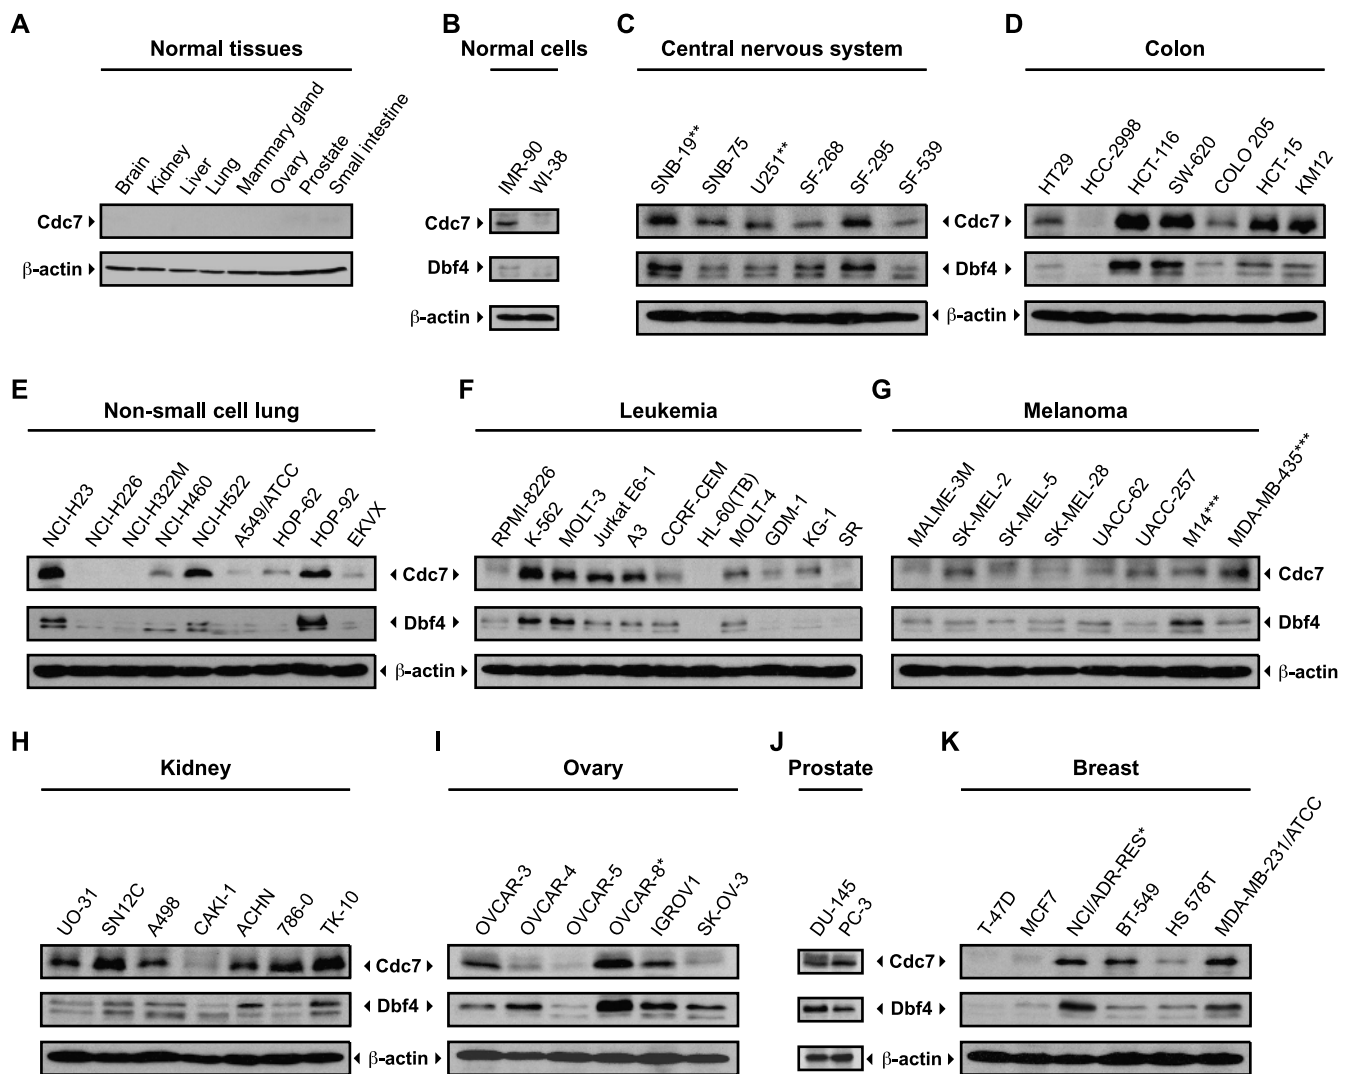 A
Normal tissues
Brain
Kidney
Liver
Lung
Mammary gland
Ovary
Prostate
Small intestine
Cdc7
β-actin
B
Normal cells
IMR-90
WI-38
Cdc7
Dbf4
β-actin
C
Central nervous system
SNB-19**
SNB-75
U251**
SF-268
SF-295
SF-539
Cdc7
Dbf4
β-actin
D
Colon
HT29
HCC-2998
HCT-116
SW-620
COLO 205
HCT-15
KM12
E
Non-small cell lung
NCI-H23
NCI-H226
NCI-H322M
NCI-H460
NCI-H522
A549/ATCC
HOP-62
HOP-92
EKVX
Cdc7
Dbf4
β-actin
F
Leukemia
RPMI-8226
K-562
MOLT-3
Jurkat E6-1
A3
CCRF-CEM
HL-60(TB)
MOLT-4
GDM-1
KG-1
SR
G
Melanoma
MALME-3M
SK-MEL-2
SK-MEL-5
SK-MEL-28
UACC-62
UACC-257
M14***
MDA-MB-435***
Cdc7
Dbf4
β-actin
H
Kidney
UO-31
SN12C
A498
CAKI-1
ACHN
786-0
TK-10
Cdc7
Dbf4
β-actin
I
Ovary
OVCAR-3
OVCAR-4
OVCAR-5
OVCAR-8*
IGROV1
SK-OV-3
J
Prostate
DU-145
PC-3
Cdc7
Dbf4
β-actin
K
Breast
T-47D
MCF7
NCI/ADR-RES*
BT-549
HS 578T
MDA-MB-231/ATCC